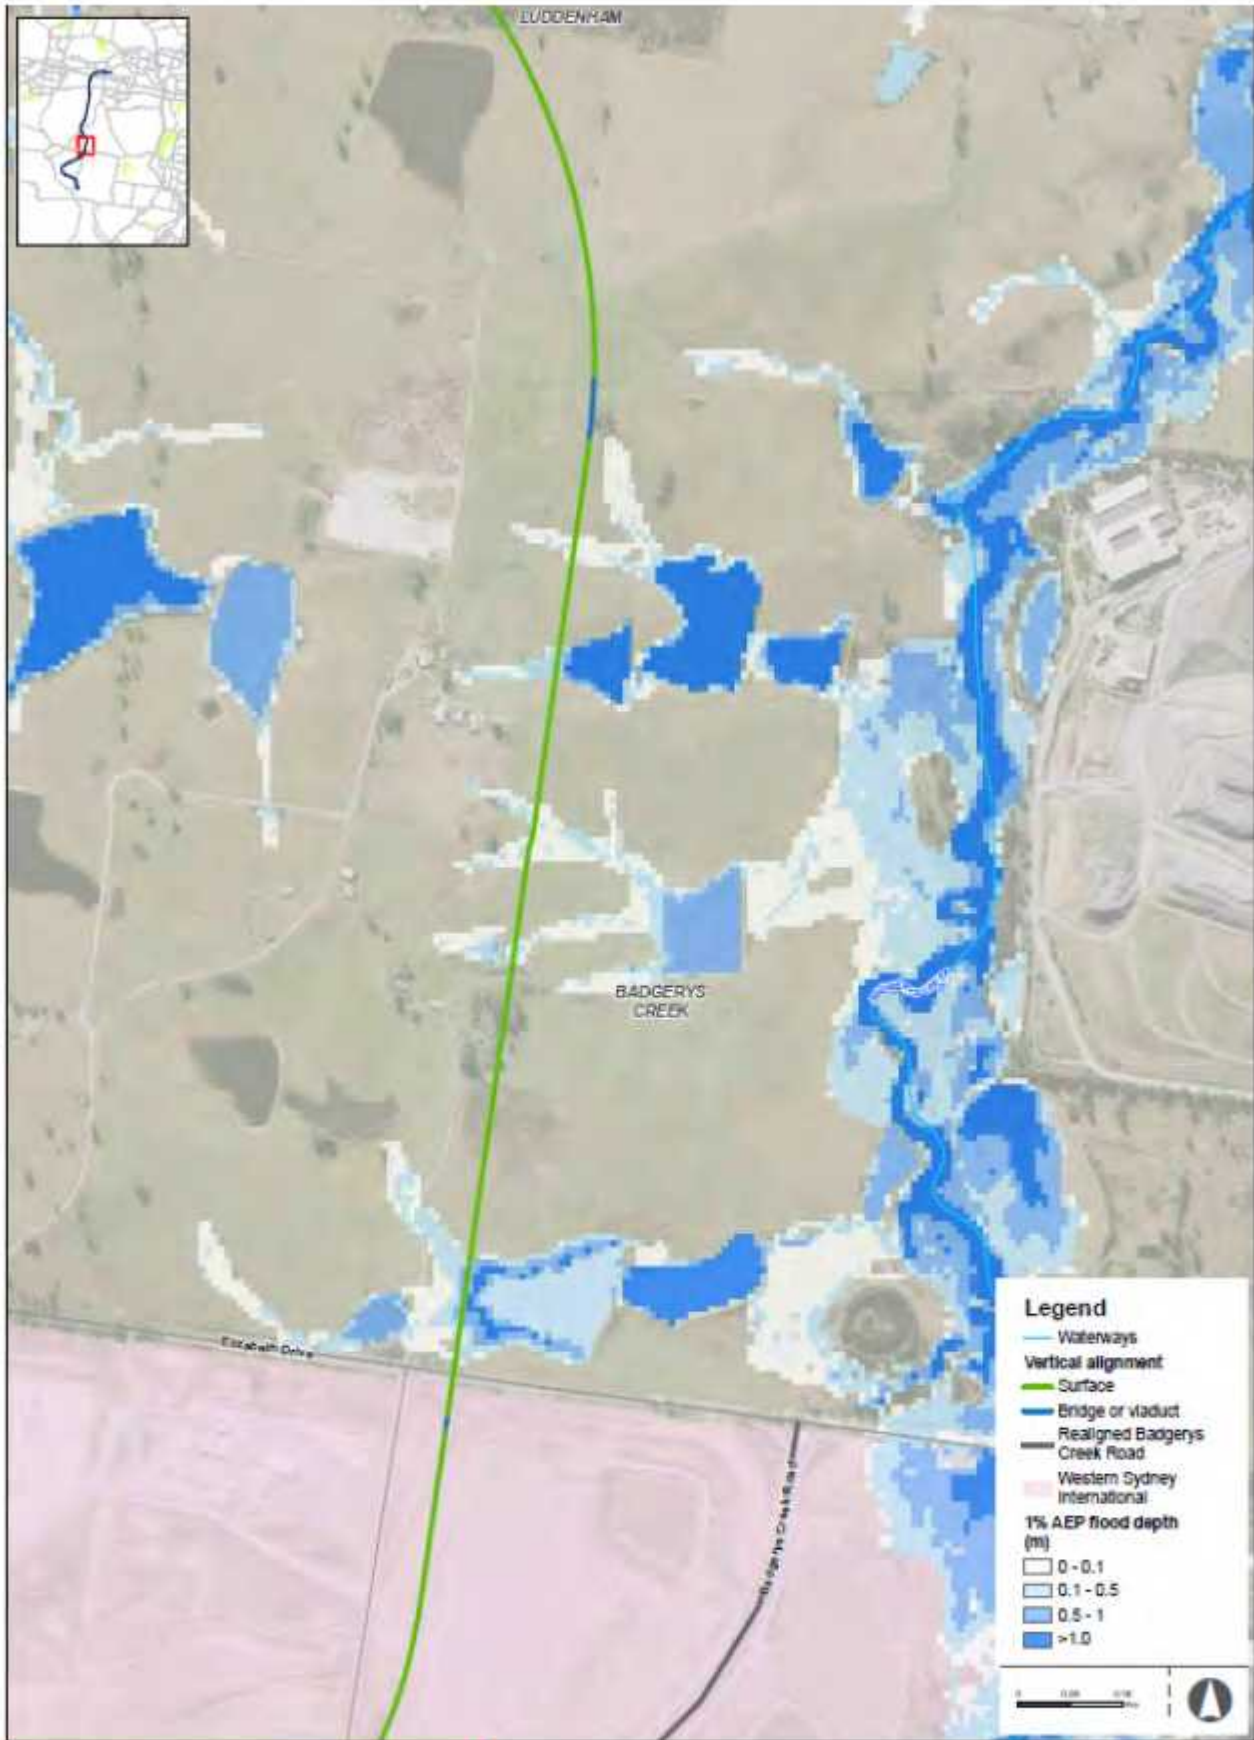 LUDDENHAM
BADGERYS
CREEK
Elizabeth Drive
Badgerys Creek Road
Legend
Waterways
Vertical alignment
Surface
Bridge or viaduct
Realigned Badgerys
Creek Road
Western Sydney
International
1% AEP flood depth
(m)
0 - 0.1
0.1 - 0.5
0.5 - 1
>1.0
0